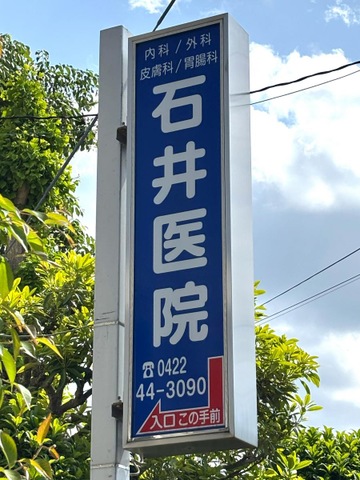 内科/外科
皮膚科/胃腸科
石井医院
☎0422
44-3090
入口 この手前